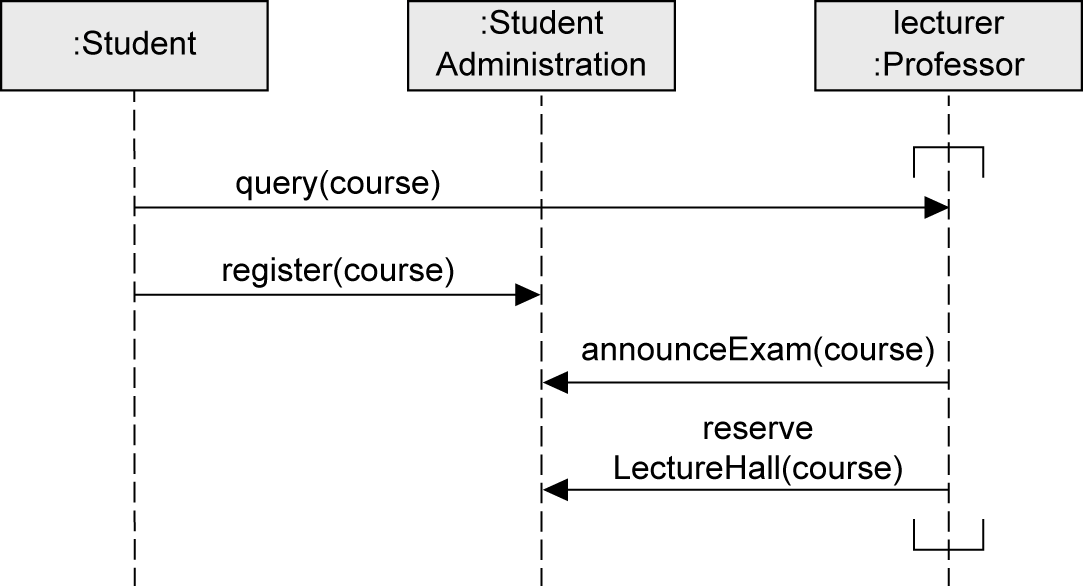 :Student
:Student
Administration
lecturer
:Professor
query(course)
register(course)
announceExam(course)
reserve
LectureHall(course)